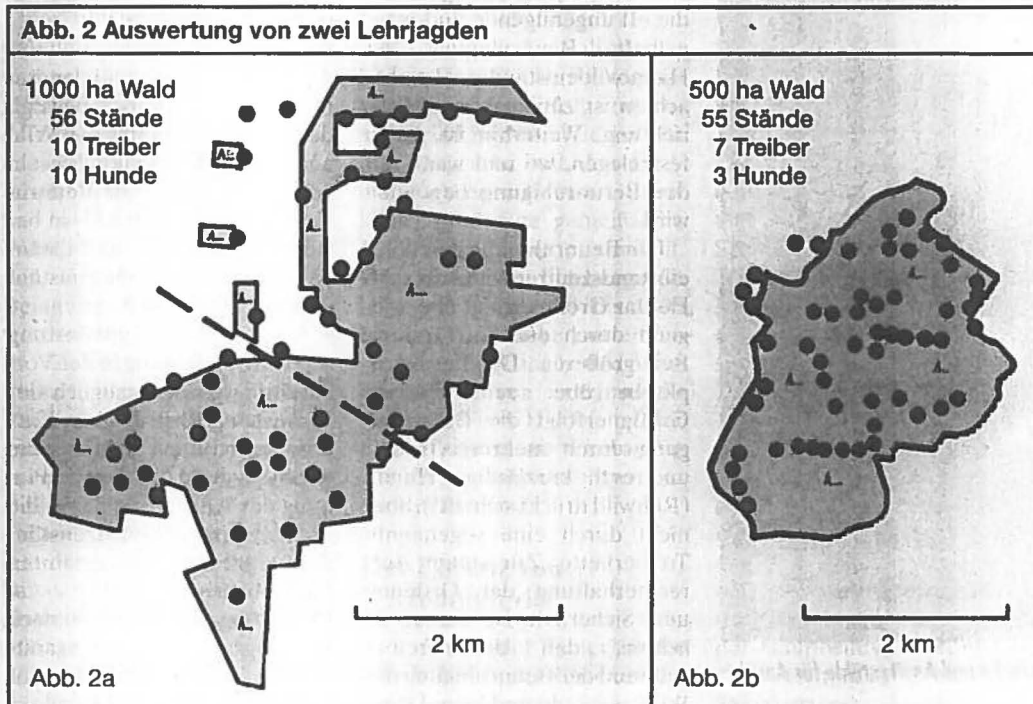 Abb. 2 Auswertung von zwei Lehrjagden
1000 ha Wald
56 Stände
10 Treiber
10 Hunde
2 km
Abb. 2a
500 ha Wald
55 Stände
7 Treiber
3 Hunde
2 km
Abb. 2b